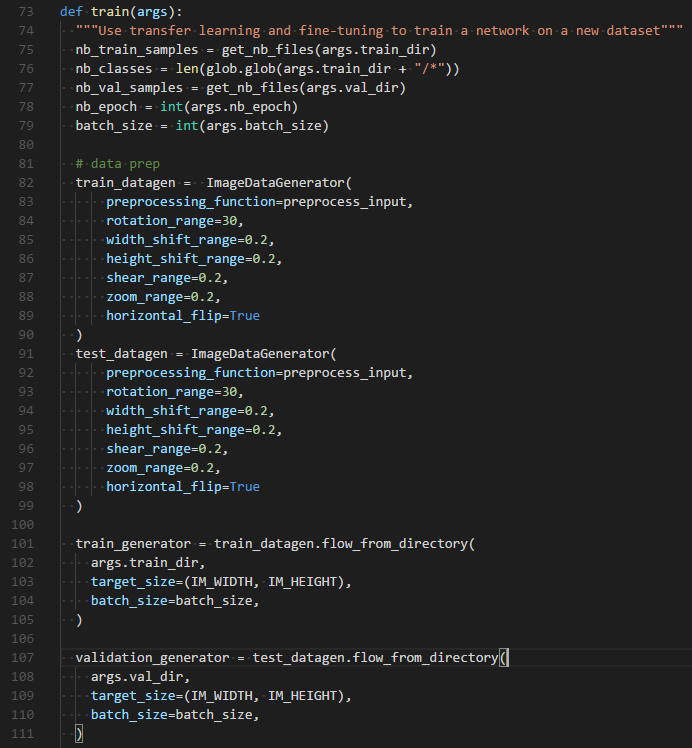 73 def train(args):
74   """Use transfer learning and fine-tuning to train a network on a new dataset"""
75   nb_train_samples = get_nb_files(args.train_dir)
76   nb_classes = len(glob.glob(args.train_dir + "/*"))
77   nb_val_samples = get_nb_files(args.val_dir)
78   nb_epoch = int(args.nb_epoch)
79   batch_size = int(args.batch_size)
80
81   # data prep
82   train_datagen =  ImageDataGenerator(
83       preprocessing_function=preprocess_input,
84       rotation_range=30,
85       width_shift_range=0.2,
86       height_shift_range=0.2,
87       shear_range=0.2,
88       zoom_range=0.2,
89       horizontal_flip=True
90   )
91   test_datagen = ImageDataGenerator(
92       preprocessing_function=preprocess_input,
93       rotation_range=30,
94       width_shift_range=0.2,
95       height_shift_range=0.2,
96       shear_range=0.2,
97       zoom_range=0.2,
98       horizontal_flip=True
99   )
100
101   train_generator = train_datagen.flow_from_directory(
102     args.train_dir,
103     target_size=(IM_WIDTH, IM_HEIGHT),
104     batch_size=batch_size,
105   )
106
107   validation_generator = test_datagen.flow_from_directory(
108     args.val_dir,
109     target_size=(IM_WIDTH, IM_HEIGHT),
110     batch_size=batch_size,
111   )